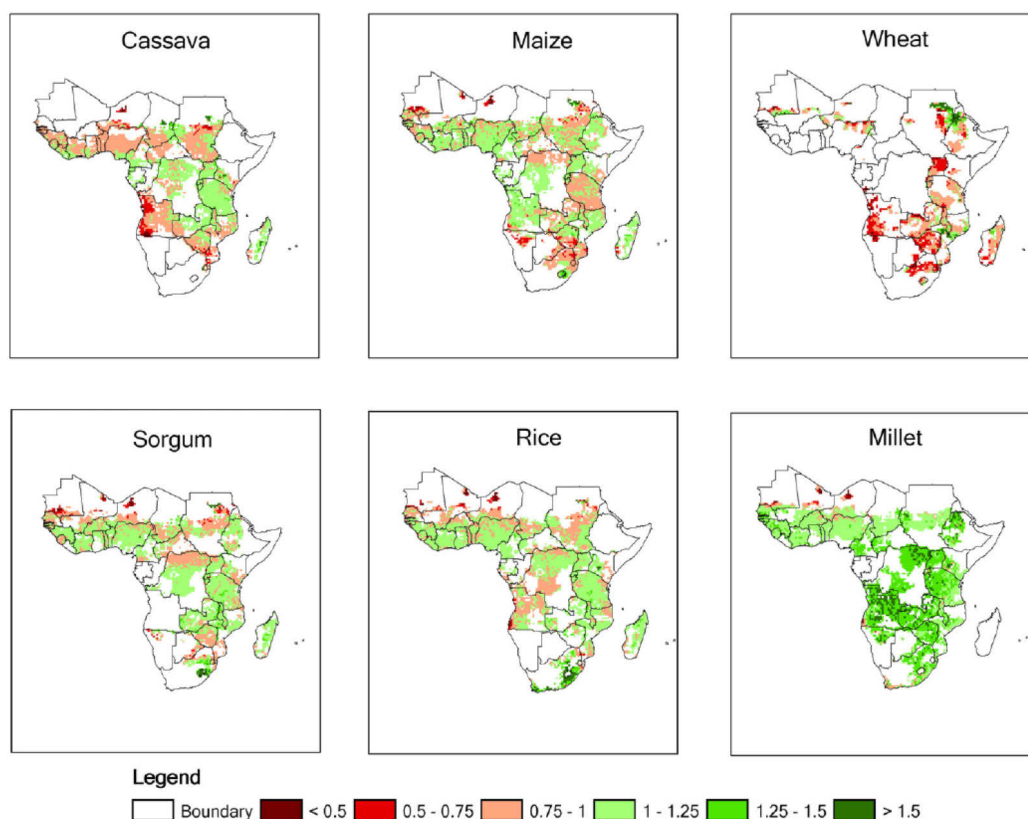 Cassava
Maize
Wheat
Sorgum
Rice
Millet
Legend
Boundary < 0.5 0.5 - 0.75 0.75 - 1 1 - 1.25 1.25 - 1.5 > 1.5